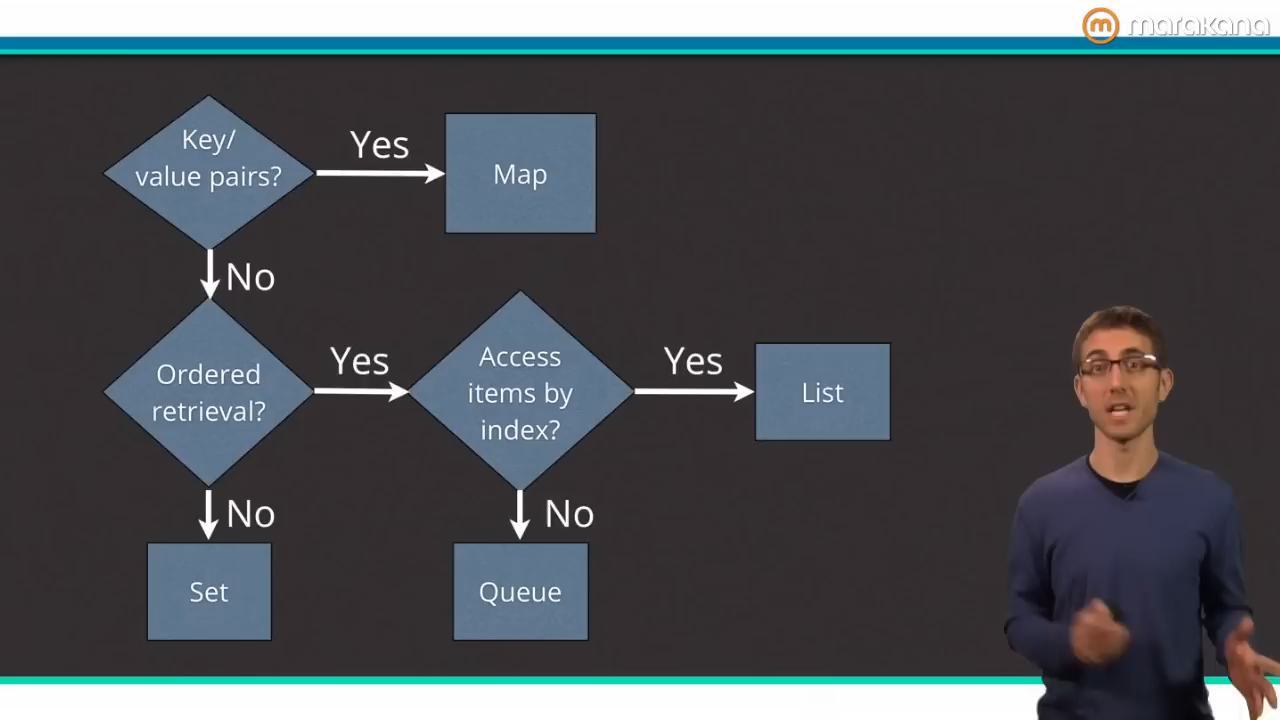 marakana
Key/
value pairs?
Yes
Map
No
Ordered
retrieval?
Yes
Access
items by
index?
Yes
List
No
Set
No
Queue